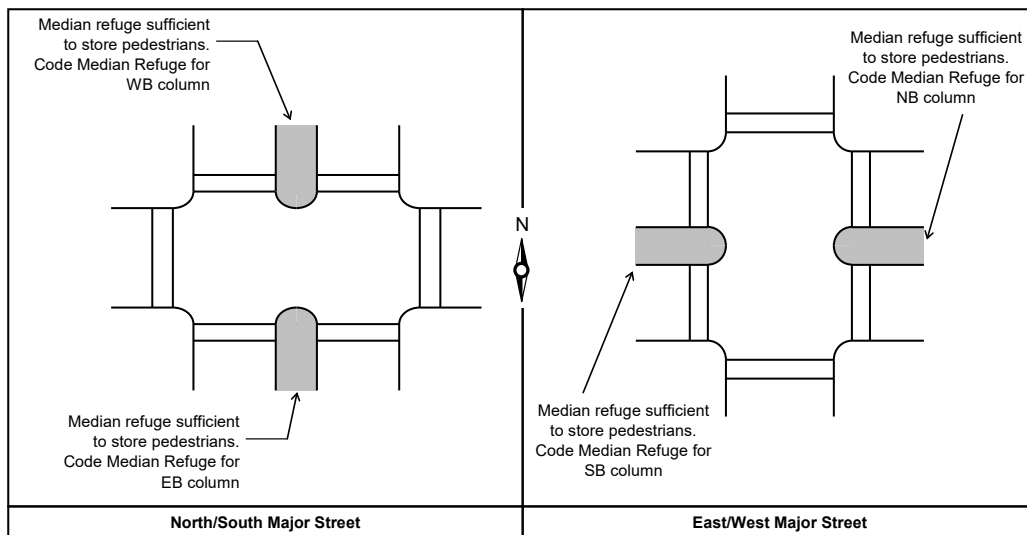 Median refuge sufficient
to store pedestrians.
Code Median Refuge for
WB column
Median refuge sufficient
to store pedestrians.
Code Median Refuge for
EB column
North/South Major Street
N
Median refuge sufficient
to store pedestrians.
Code Median Refuge for
NB column
Median refuge sufficient
to store pedestrians.
Code Median Refuge for
SB column
East/West Major Street